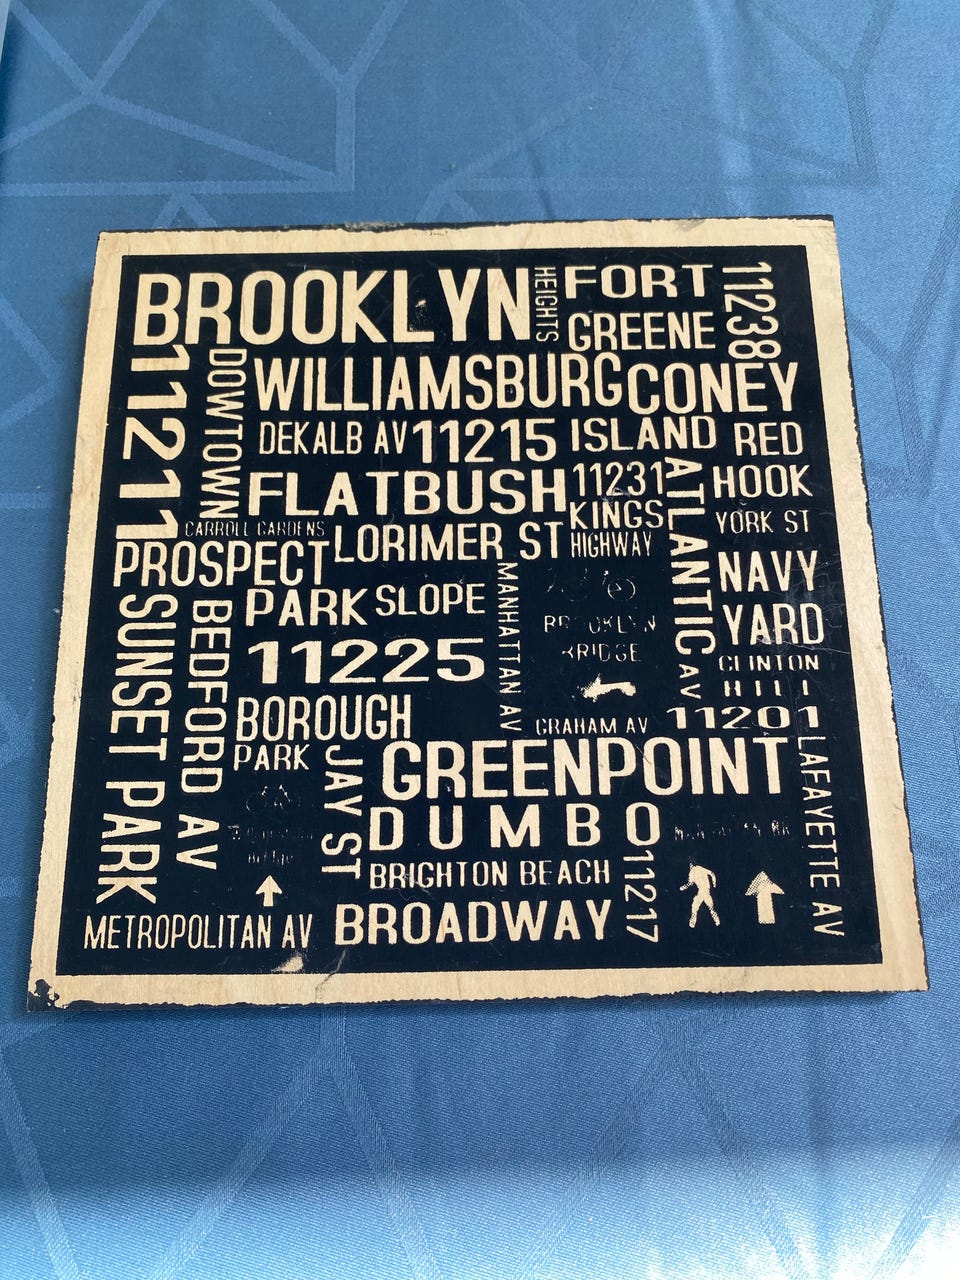 BROOKLYN
HEIGHTS
FORT
GREENE
11238
11211
DOWTOWN
WILLIAMSBURG
CONEY
ISLAND
DEKALB AV
11215
RED
HOOK
FLATBUSH
11231
ATLANTIC AV
KINGS
HIGHWAY
YORK ST
CARROLL GARDENS
LORIMER ST
PROSPECT
PARK
SLOPE
NAVY
YARD
MANHATTAN AV
BROOKLYN
BRIDGE
SUNSET PARK
BEDFORD AV
11225
CLINTON
HILL
BOROUGH
PARK
GRAHAM AV
11201
JAY ST
GREENPOINT
LAFAYETTE AV
DUMBO
BRIGHTON BEACH
11217
METROPOLITAN AV
BROADWAY